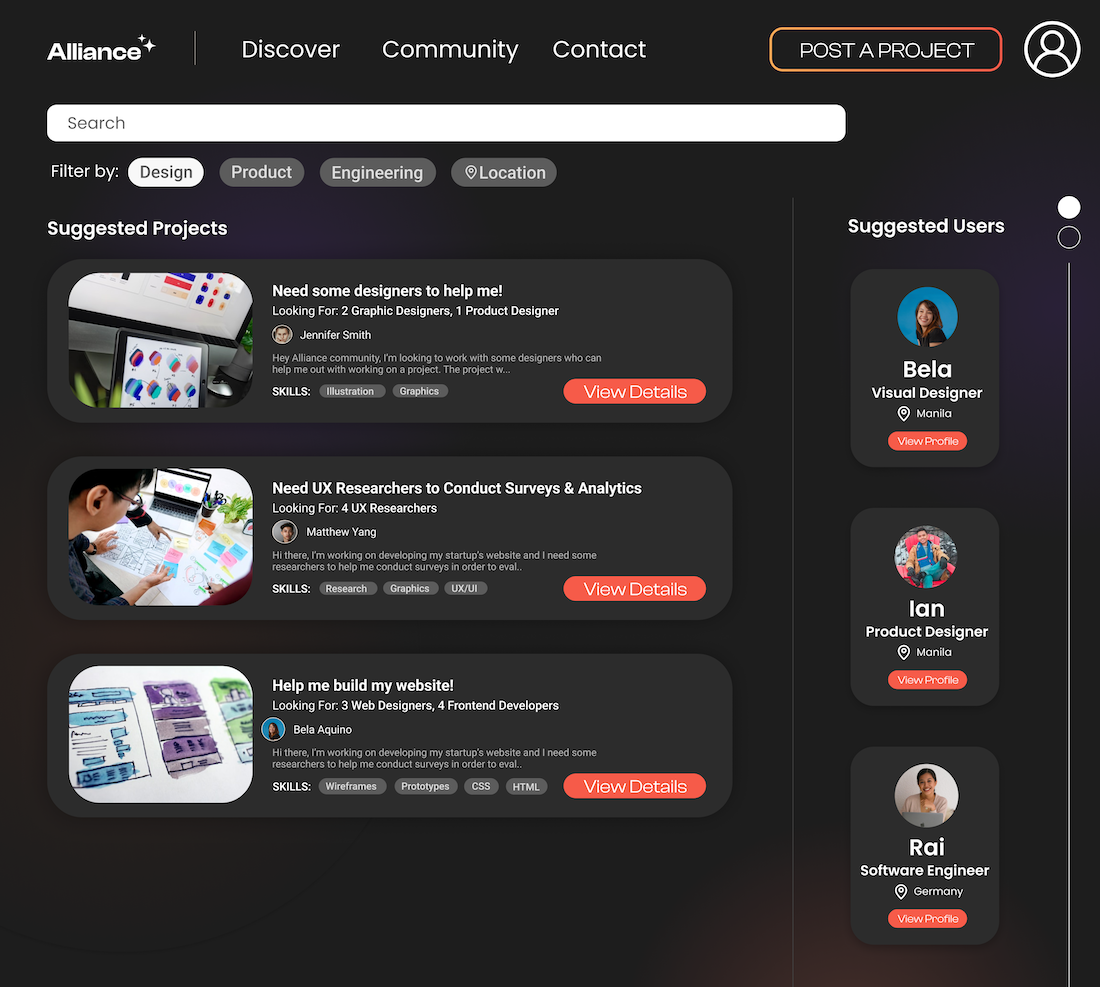 Alliance
Discover
Community
Contact
POST A PROJECT
Search
Filter by:
Design
Product
Engineering
Location
Suggested Projects
Need some designers to help me!
Looking For: 2 Graphic Designers, 1 Product Designer
Jennifer Smith
Hey Alliance community, I'm looking to work with some designers who can
help me out with working on a project. The project w...
SKILLS:
Illustration
Graphics
View Details
Need UX Researchers to Conduct Surveys & Analytics
Looking For: 4 UX Researchers
Matthew Yang
Hi there, I'm working on developing my startup's website and I need some
researchers to help me conduct surveys in order to eval..
SKILLS:
Research
Graphics
UX/UI
View Details
Help me build my website!
Looking For: 3 Web Designers, 4 Frontend Developers
Bela Aquino
Hi there, I'm working on developing my startup's website and I need some
researchers to help me conduct surveys in order to eval..
SKILLS:
Wireframes
Prototypes
CSS
HTML
View Details
Suggested Users
Bela
Visual Designer
Manila
View Profile
Ian
Product Designer
Manila
View Profile
Rai
Software Engineer
Germany
View Profile